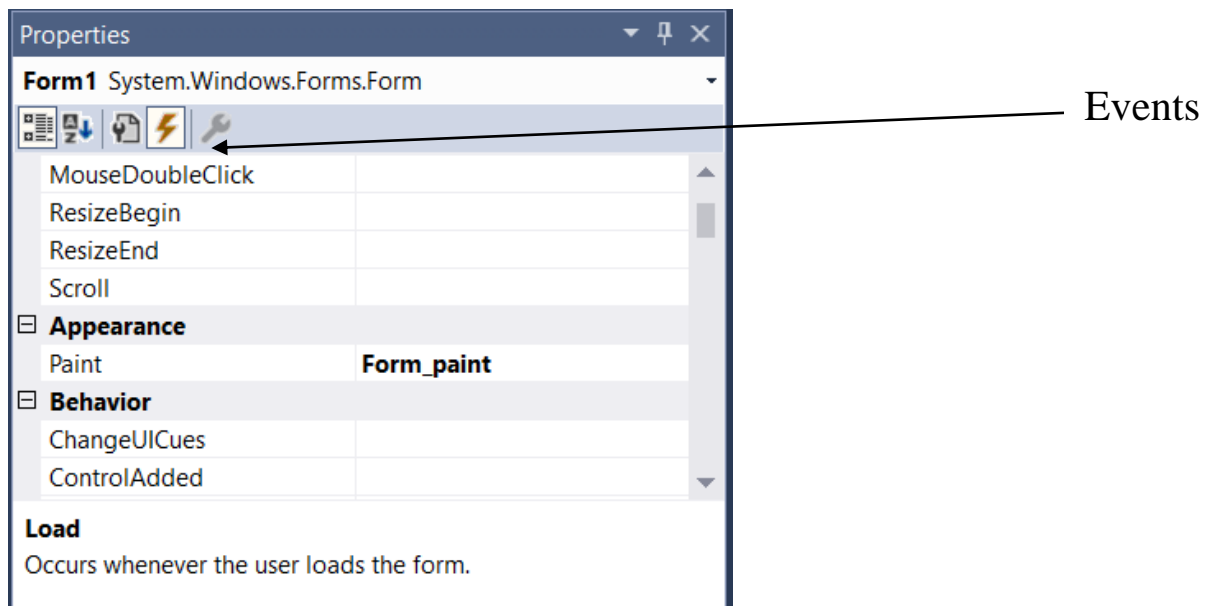 Properties
Form1 System.Windows.Forms.Form
Events
MouseDoubleClick
ResizeBegin
ResizeEnd
Scroll
Appearance
Paint Form_paint
Behavior
ChangeUICues
ControlAdded
Load
Occurs whenever the user loads the form.